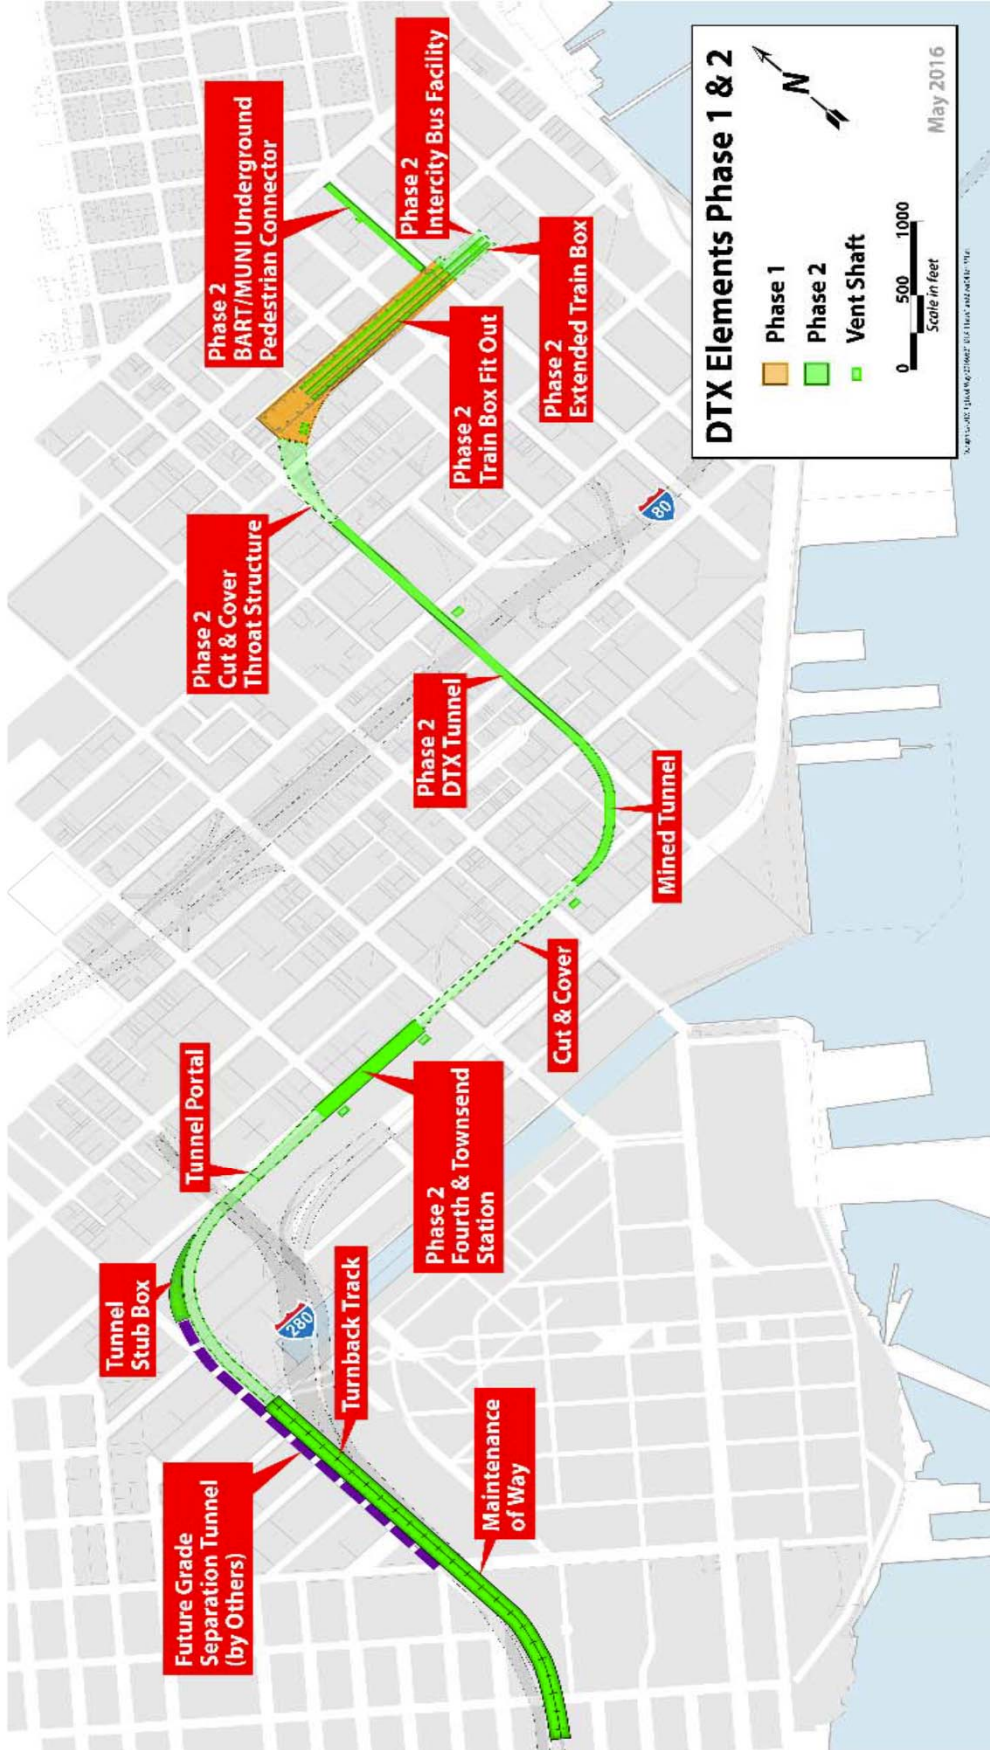 Future Grade
Separation Tunnel
(by Others)
Tunnel
Stub Box
Tunnel Portal
Phase 2
Cut & Cover
Throat Structure
Phase 2
BART/MUNI Underground
Pedestrian Connector
Phase 2
Intercity Bus Facility
280
Turnback Track
Maintenance
of Way
Phase 2
Fourth & Townsend
Station
Cut & Cover
Mined Tunnel
Phase 2
DTX Tunnel
80
Phase 2
Train Box Fit Out
Phase 2
Extended Train Box
DTX Elements Phase 1 & 2
N
Phase 1
Phase 2
Vent Shaft
0 500 1000
Scale in feet
May 2016